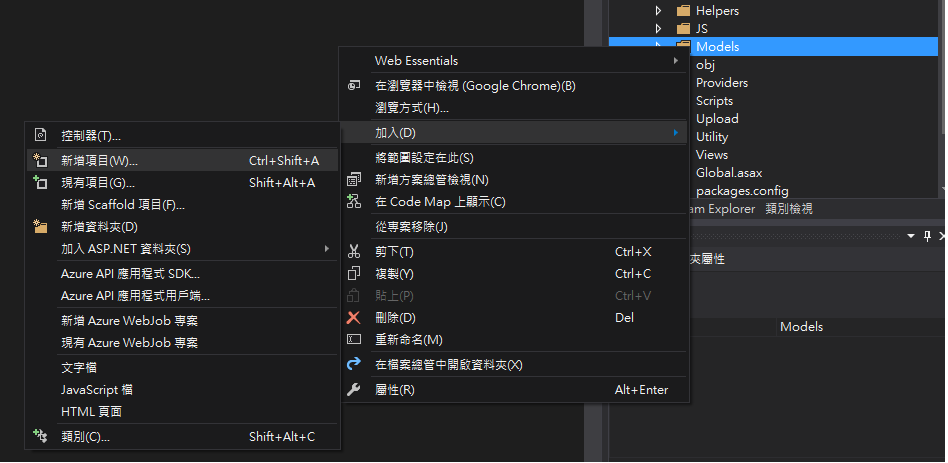 Helpers
JS
Models
obj
Providers
Scripts
Upload
Utility
Views
Global.asax
packages.config
am Explorer 類別檢視
夾屬性
Models
Web Essentials
在瀏覽器中檢視 (Google Chrome)(B)
瀏覽方式(H)...
加入(D)
將範圍設定在此(S)
新增方案總管檢視(N)
在 Code Map 上顯示(C)
從專案移除(J)
剪下(T) Ctrl+X
複製(Y) Ctrl+C
貼上(P) Ctrl+V
刪除(D) Del
重新命名(M)
在檔案總管中開啟資料夾(X)
屬性(R) Alt+Enter
控制器(T)...
新增項目(W)... Ctrl+Shift+A
現有項目(G)... Shift+Alt+A
新增 Scaffold 項目(F)...
新增資料夾(D)
加入 ASP.NET 資料夾(S)
Azure API 應用程式 SDK...
Azure API 應用程式用戶端...
新增 Azure WebJob 專案
現有 Azure WebJob 專案
文字檔
JavaScript 檔
HTML 頁面
類別(C)... Shift+Alt+C